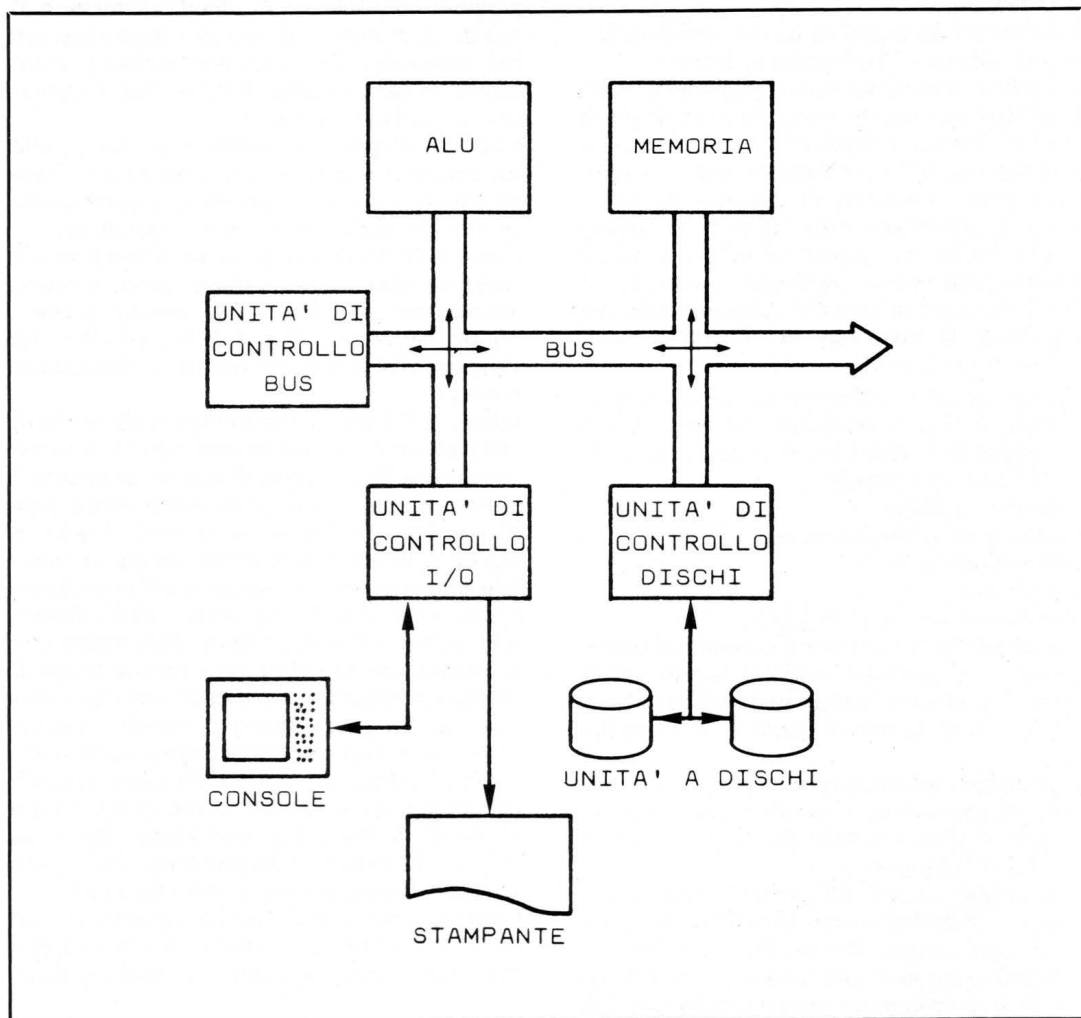 ALU
MEMORIA
UNITA' DI
CONTROLLO
BUS
BUS
UNITA' DI
CONTROLLO
I/O
UNITA' DI
CONTROLLO
DISCHI
CONSOLE
UNITA' A DISCHI
STAMPANTE